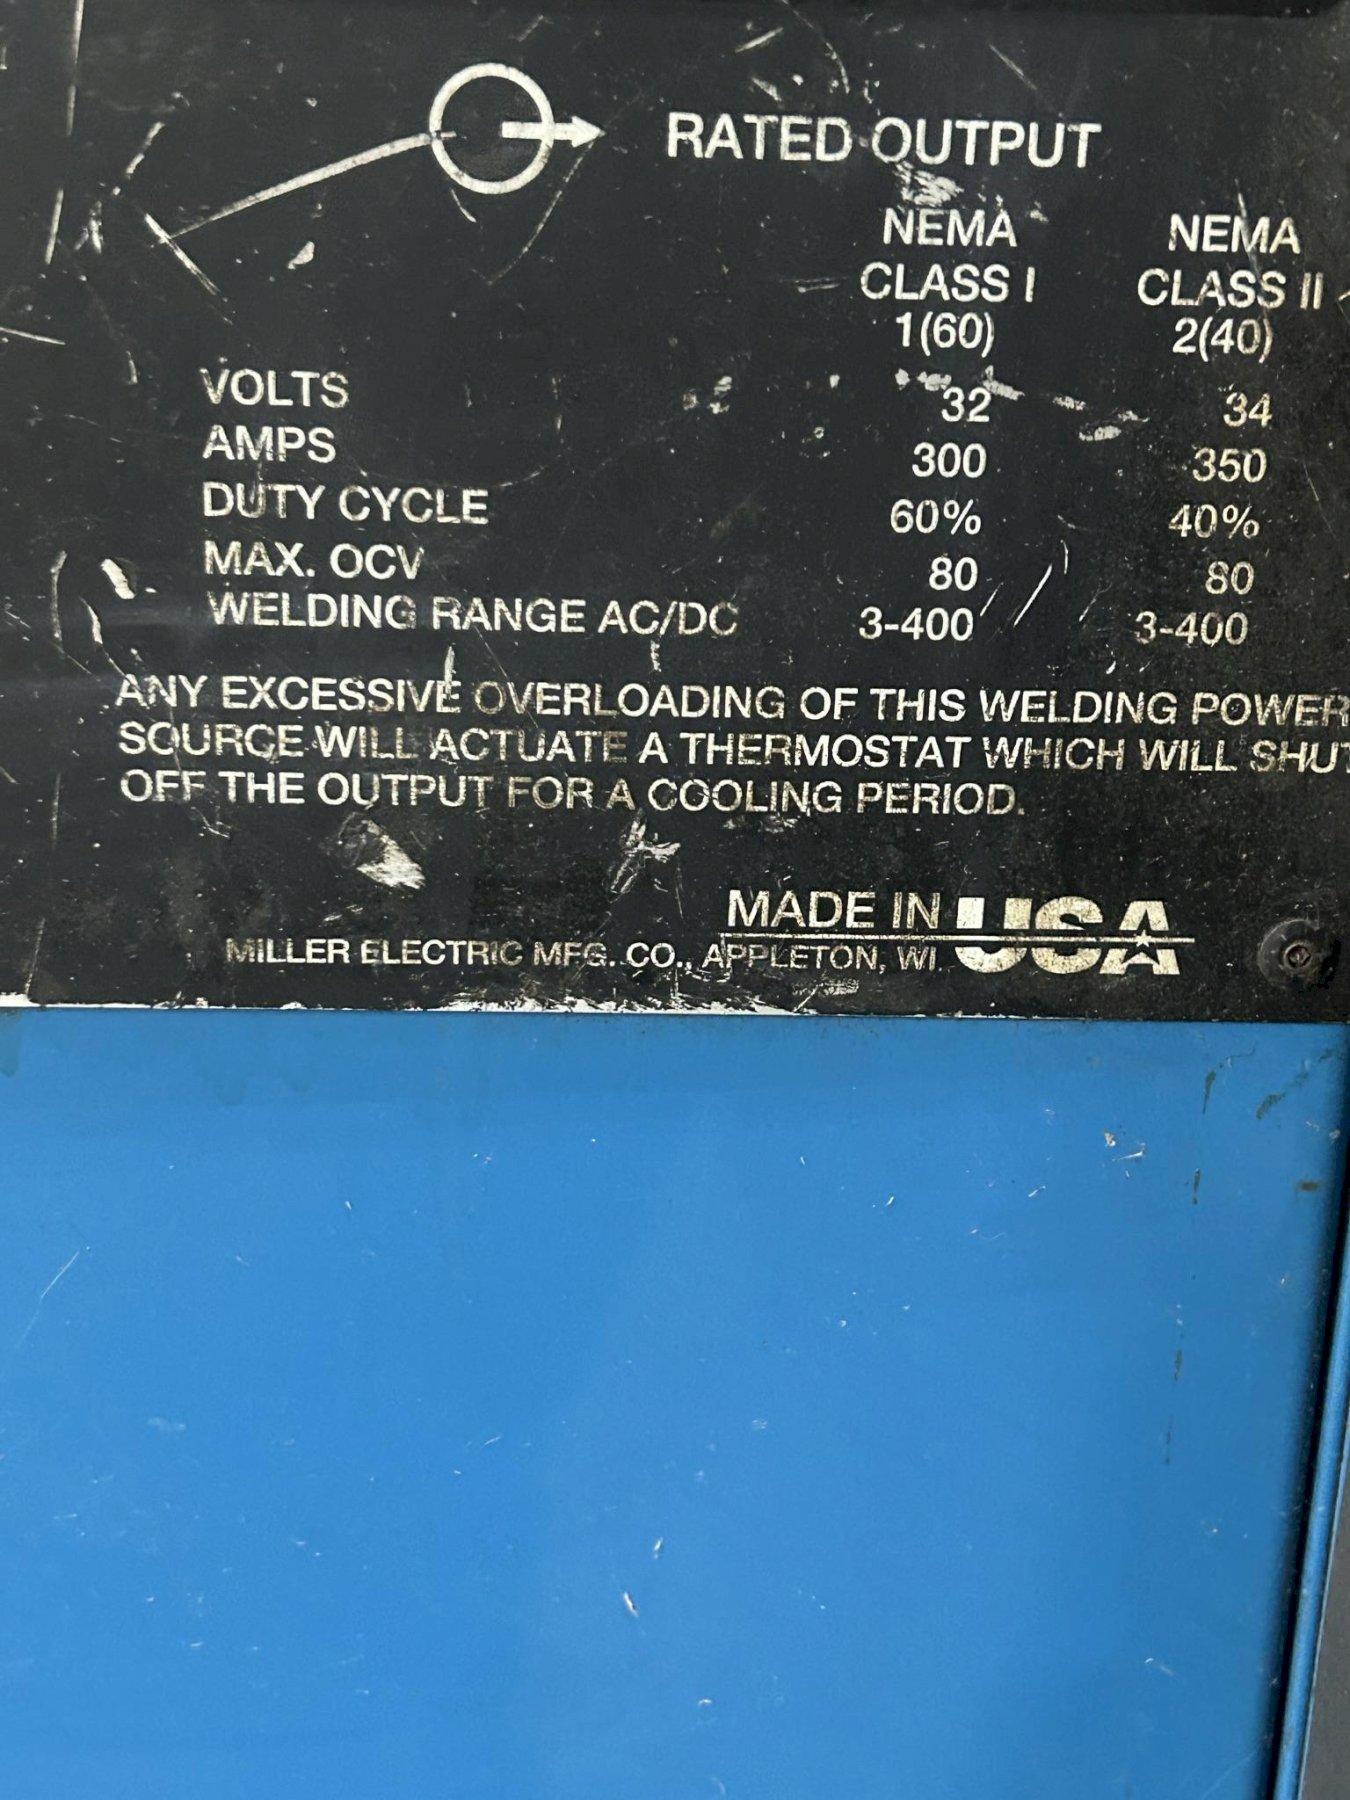 RATED OUTPUT
NEMA NEMA
CLASS I CLASS II
1(60) 2(40)
VOLTS 32 34
AMPS 300 350
DUTY CYCLE 60% 40%
MAX. OCV 80 80
WELDING RANGE AC/DC 3-400 3-400
ANY EXCESSIVE OVERLOADING OF THIS WELDING POWER
SOURCE WILL ACTUATE A THERMOSTAT WHICH WILL SHUT
OFF THE OUTPUT FOR A COOLING PERIOD.
MADE IN USA
MILLER ELECTRIC MFG. CO., APPLETON, WI